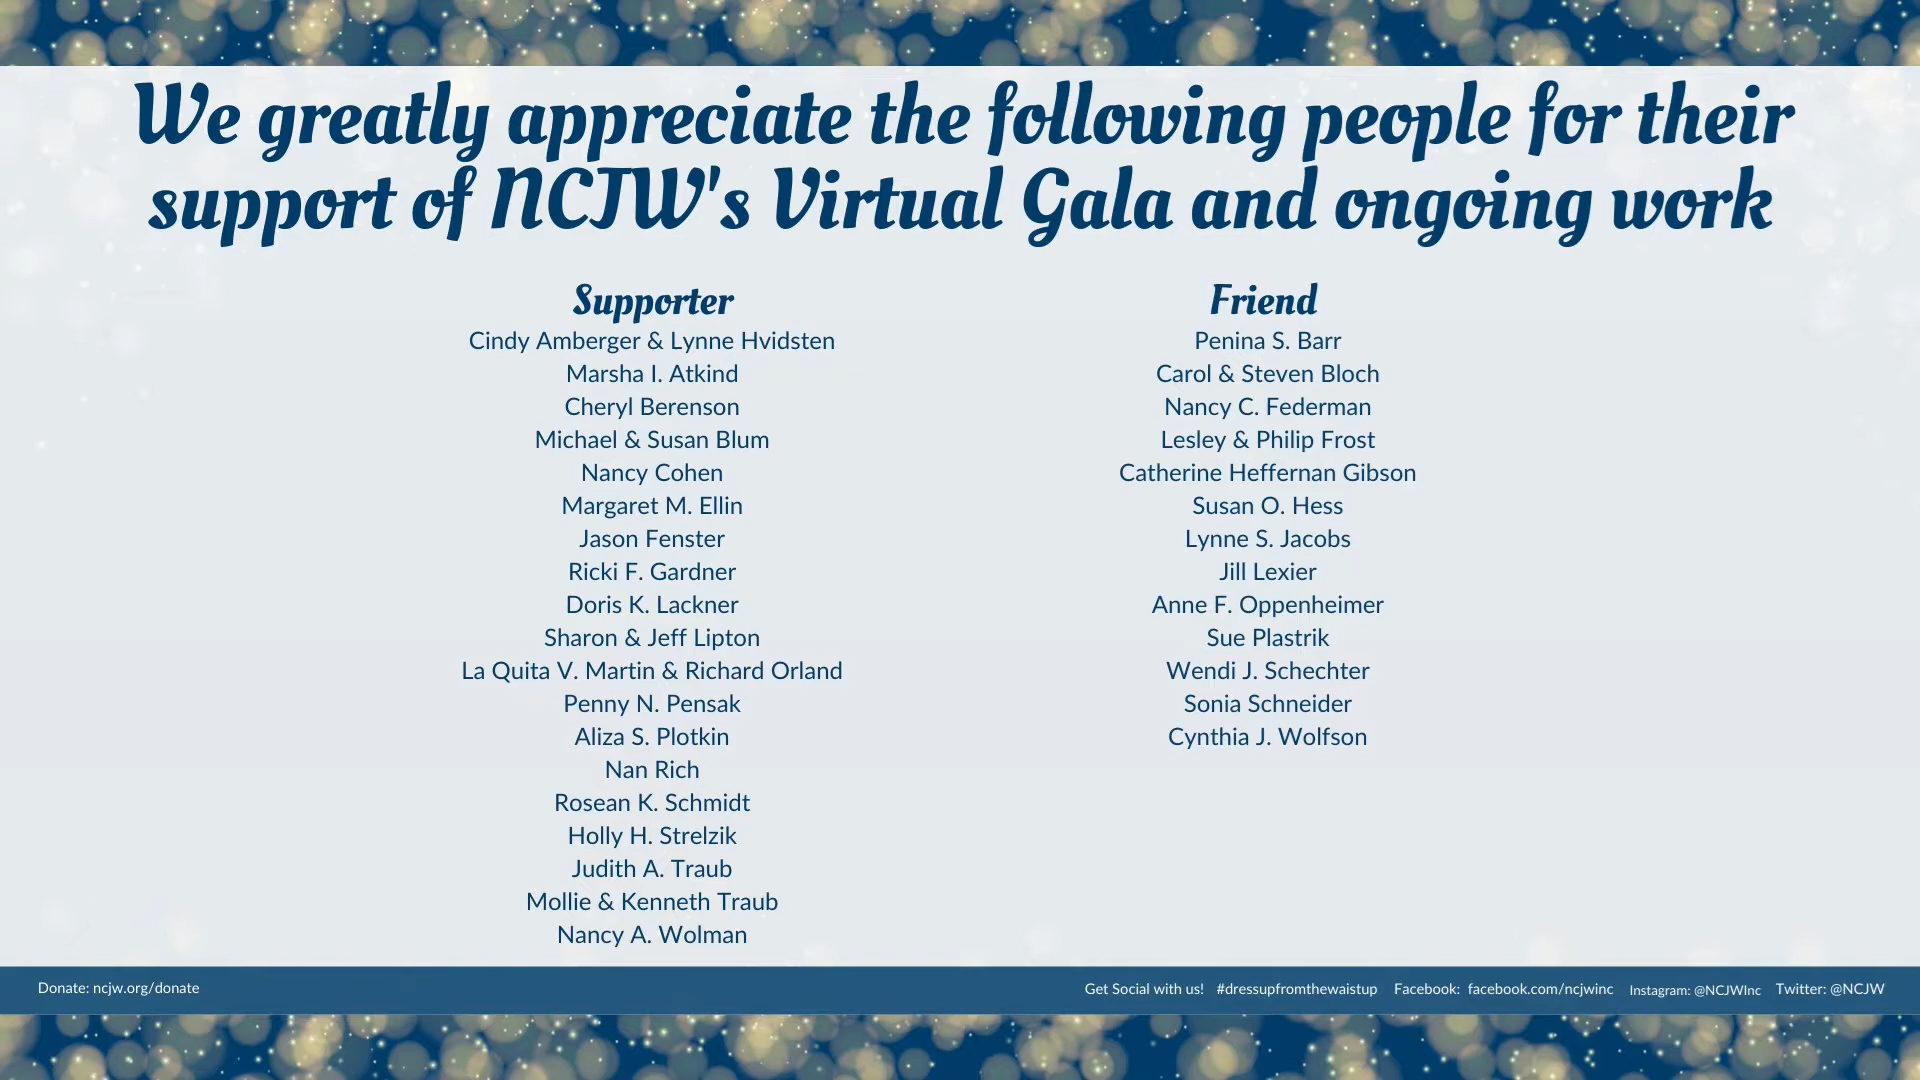 We greatly appreciate the following people for their
support of NCJW's Virtual Gala and ongoing work
Supporter
Cindy Amberger & Lynne Hvidsten
Marsha I. Atkind
Cheryl Berenson
Michael & Susan Blum
Nancy Cohen
Margaret M. Ellin
Jason Fenster
Ricki F. Gardner
Doris K. Lackner
Sharon & Jeff Lipton
La Quita V. Martin & Richard Orland
Penny N. Pensak
Aliza S. Plotkin
Nan Rich
Rosean K. Schmidt
Holly H. Strelzik
Judith A. Traub
Mollie & Kenneth Traub
Nancy A. Wolman
Friend
Penina S. Barr
Carol & Steven Bloch
Nancy C. Federman
Lesley & Philip Frost
Catherine Heffernan Gibson
Susan O. Hess
Lynne S. Jacobs
Jill Lexier
Anne F. Oppenheimer
Sue Plastrik
Wendi J. Schechter
Sonia Schneider
Cynthia J. Wolfson
Donate: ncjw.org/donate
Get Social with us! #dressupfromthewaistup Facebook: facebook.com/ncjwinc Instagram: @NCJWInc Twitter: @NCJW